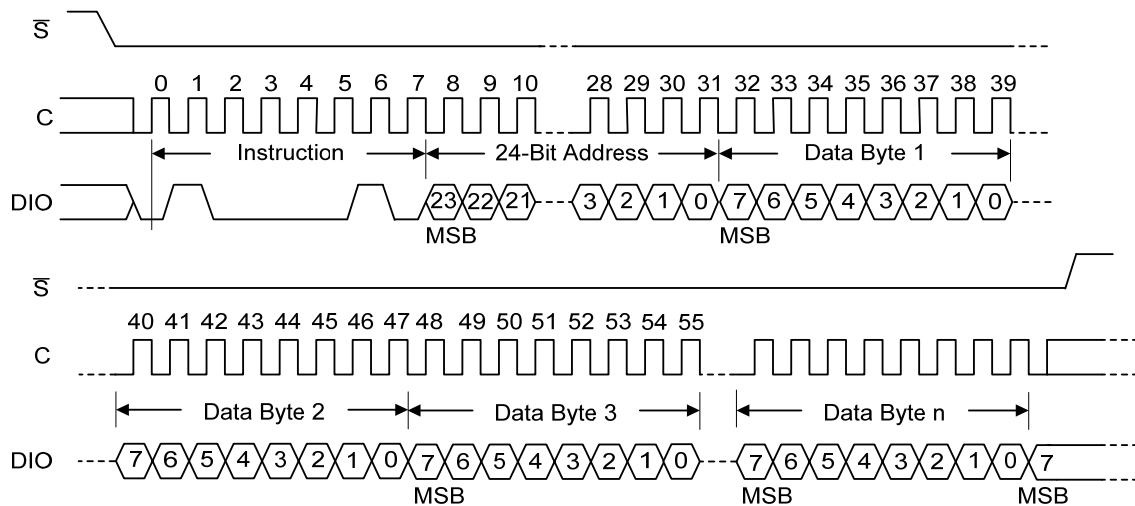 S̅
0 1 2 3 4 5 6 7 8 9 10 28 29 30 31 32 33 34 35 36 37 38 39
C
Instruction 24-Bit Address Data Byte 1
DIO 23 22 21 3 2 1 0 7 6 5 4 3 2 1 0
MSB MSB
S̅
40 41 42 43 44 45 46 47 48 49 50 51 52 53 54 55
C
Data Byte 2 Data Byte 3 Data Byte n
DIO 7 6 5 4 3 2 1 0 7 6 5 4 3 2 1 0 7 6 5 4 3 2 1 0 7
MSB MSB MSB